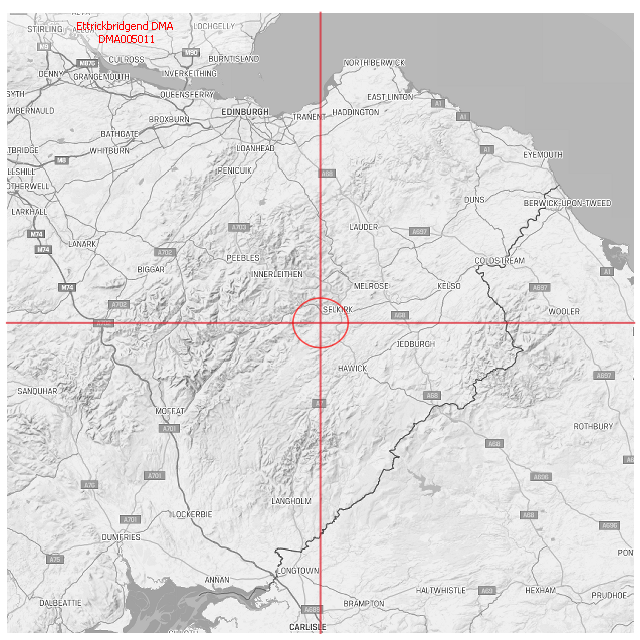 Ettrickbridgend DMA
DMA005011
STIRLING
LOCHGELLY
M9
M90
CULROSS
BURNTISLAND
M876
NORTH BERWICK
DENNY
GRANGEMOUTH
INVERKEITHING
QUEENSFERRY
EAST LINTON
A1
UMBERNAULD
EDINBURGH
HADDINGTON
TRANENT
A1
BROXBURN
BATHGATE
LOANHEAD
A1
TBRIDGE
WHITBURN
M8
EYEMOUTH
LLSHILL
PENICUIK
A68
OTHERWELL
DUNS
BERWICK-UPON-TWEED
LARKHALL
A703
LAUDER
A697
M74
LANARK
M74
A702
PEEBLES
COLDSTREAM
BIGGAR
INNERLEITHEN
A1
M74
MELROSE
KELSO
A697
A702
SELKIRK
WOOLER
A68
JEDBURGH
HAWICK
A697
SANQUHAR
A68
A7
MOFFAT
A701
ROTHBURY
A68
A76
A701
A696
LANGHOLM
LOCKERBIE
A701
A68
A696
DUMFRIES
PON
A75
LONGTOWN
ANNAN
HALTWHISTLE
A69
HEXHAM
PRUDHOE
DALBEATTIE
BRAMPTON
A689
CARLISLE